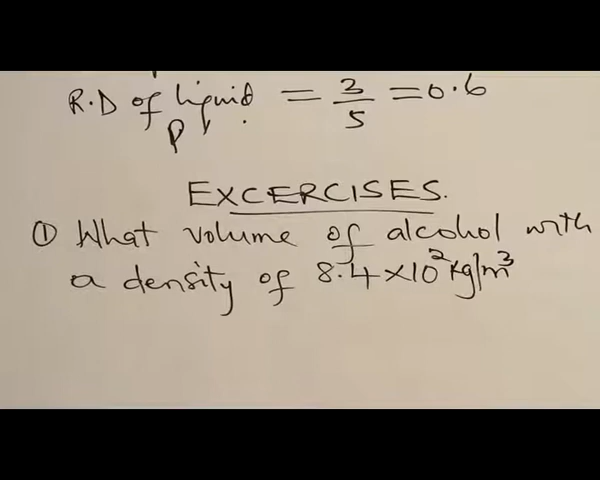 R.D of liquid = 3/5 = 0.6
P
EXCERCISES.
① What volume of alcohol with
a density of 8.4 ×10² kg/m³